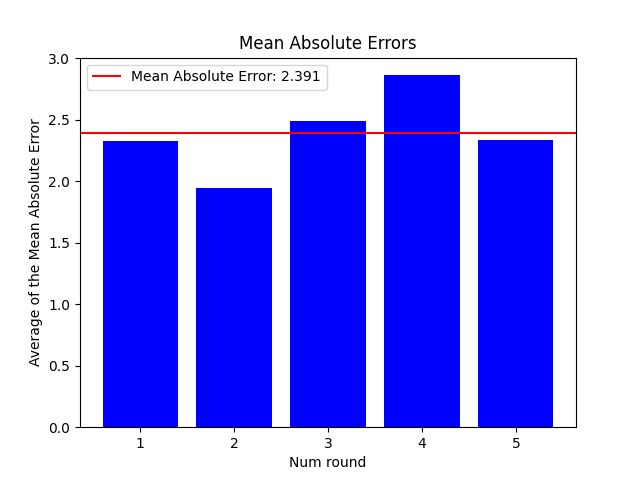 Mean Absolute Errors
Mean Absolute Error: 2.391
Average of the Mean Absolute Error
3.0
2.5
2.0
1.5
1.0
0.5
0.0
1 2 3 4 5
Num round